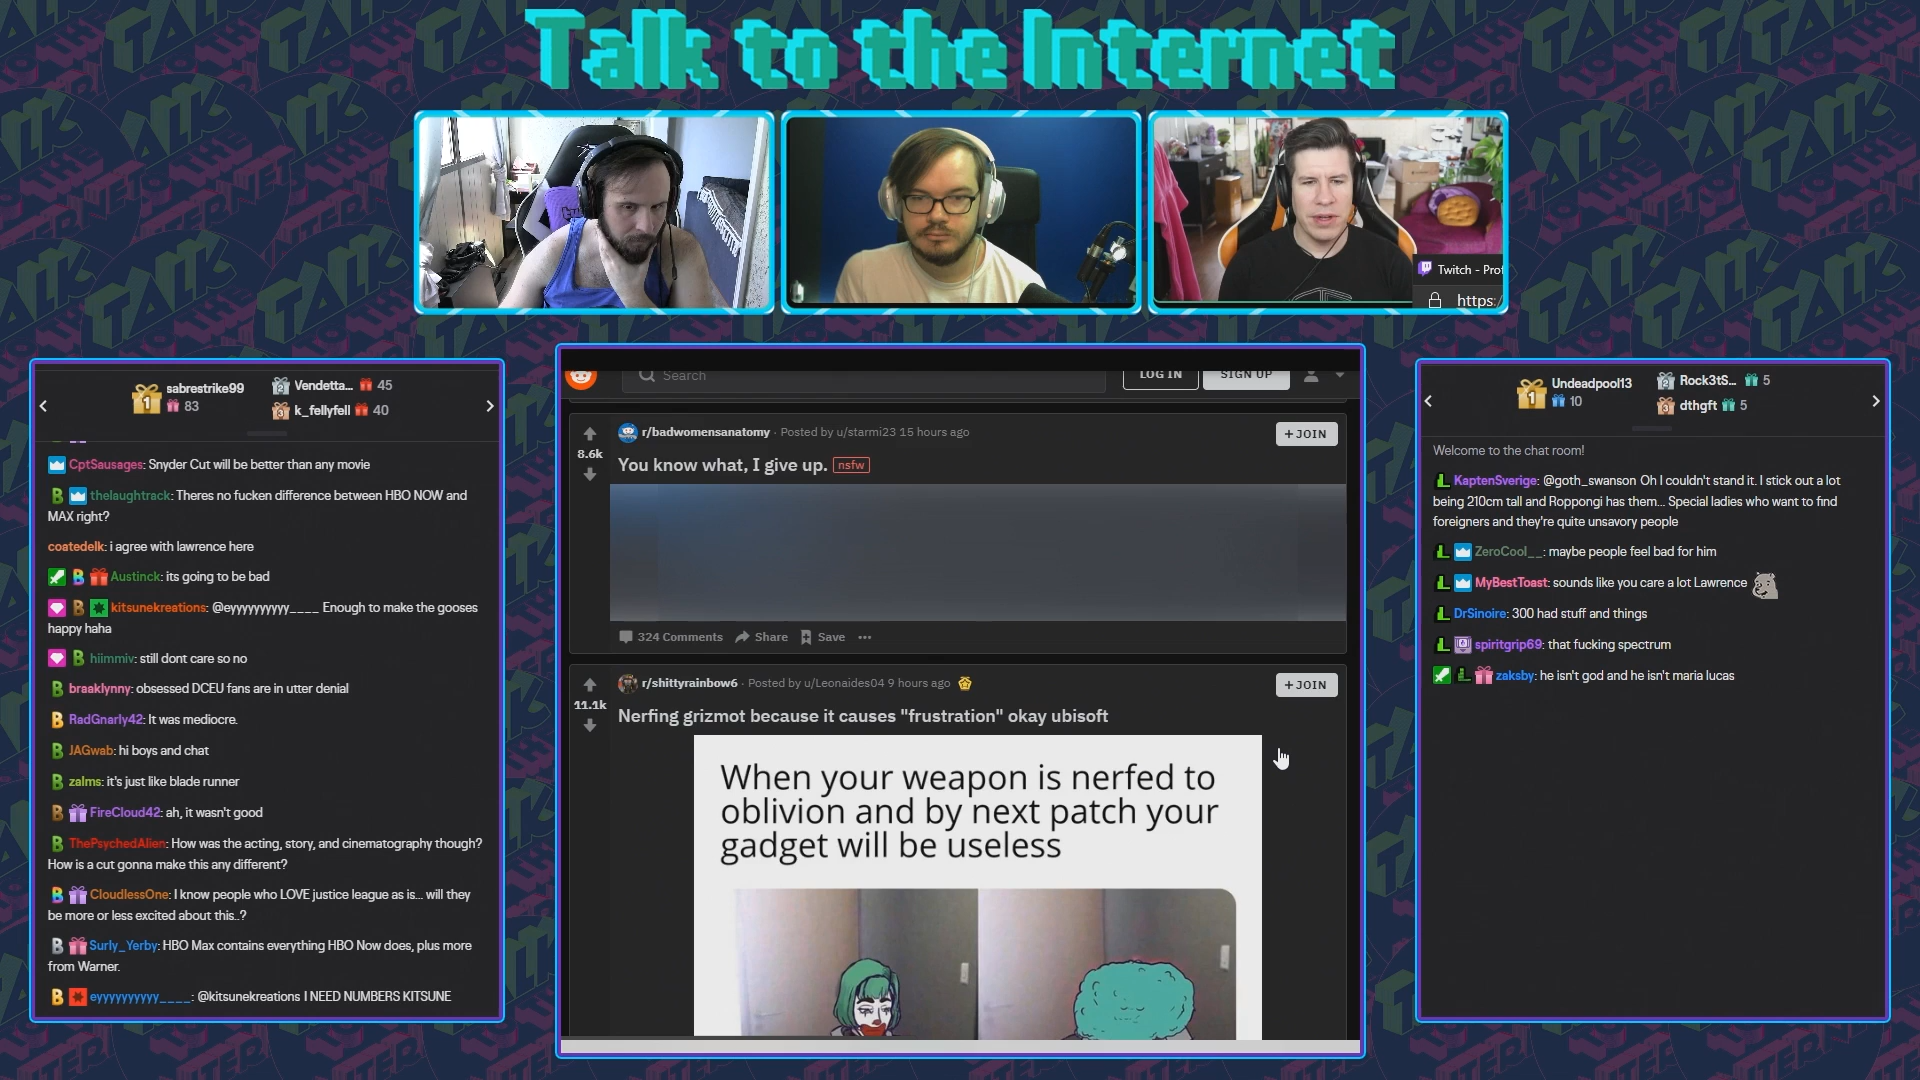 Talk to the Internet
Twitch - Prof
https:
sabrestrike99
83
Vendetta... 45
k_fellyfell 40
CptSausages: Snyder Cut will be better than any movie
thelaughtrack: Theres no fucken difference between HBO NOW and
MAX right?
coatedelk: i agree with lawrence here
Austinck: its going to be bad
kitsunekreations: @eyyyyyyyyyy____ Enough to make the gooses
happy haha
hiimmiv: still dont care so no
braaklynny: obsessed DCEU fans are in utter denial
RadGnarly42: It was mediocre.
JAGwab: hi boys and chat
zalms: it's just like blade runner
FireCloud42: ah, it wasn't good
ThePsychedAlien: How was the acting, story, and cinematography though?
How is a cut gonna make this any different?
CloudlessOne: I know people who LOVE justice league as is... will they
be more or less excited about this..?
Surly_Yerby: HBO Max contains everything HBO Now does, plus more
from Warner.
eyyyyyyyyyy____: @kitsunekreations I NEED NUMBERS KITSUNE
Search
LOG IN
SIGN UP
8.6k
r/badwomensanatomy · Posted by u/starmi23 15 hours ago
+ JOIN
You know what, I give up. nsfw
324 Comments Share Save ...
11.1k
r/shittyrainbow6 · Posted by u/Leonaides04 9 hours ago
+ JOIN
Nerfing grizmot because it causes "frustration" okay ubisoft
When your weapon is nerfed to
oblivion and by next patch your
gadget will be useless
Undeadpool13
10
Rock3tS... 5
dthgft 5
Welcome to the chat room!
KaptenSverige: @goth_swanson Oh I couldn't stand it. I stick out a lot
being 210cm tall and Roppongi has them... Special ladies who want to find
foreigners and they're quite unsavory people
ZeroCool__: maybe people feel bad for him
MyBestToast: sounds like you care a lot Lawrence
DrSinoire: 300 had stuff and things
spiritgrip69: that fucking spectrum
zaksby: he isn't god and he isn't maria lucas